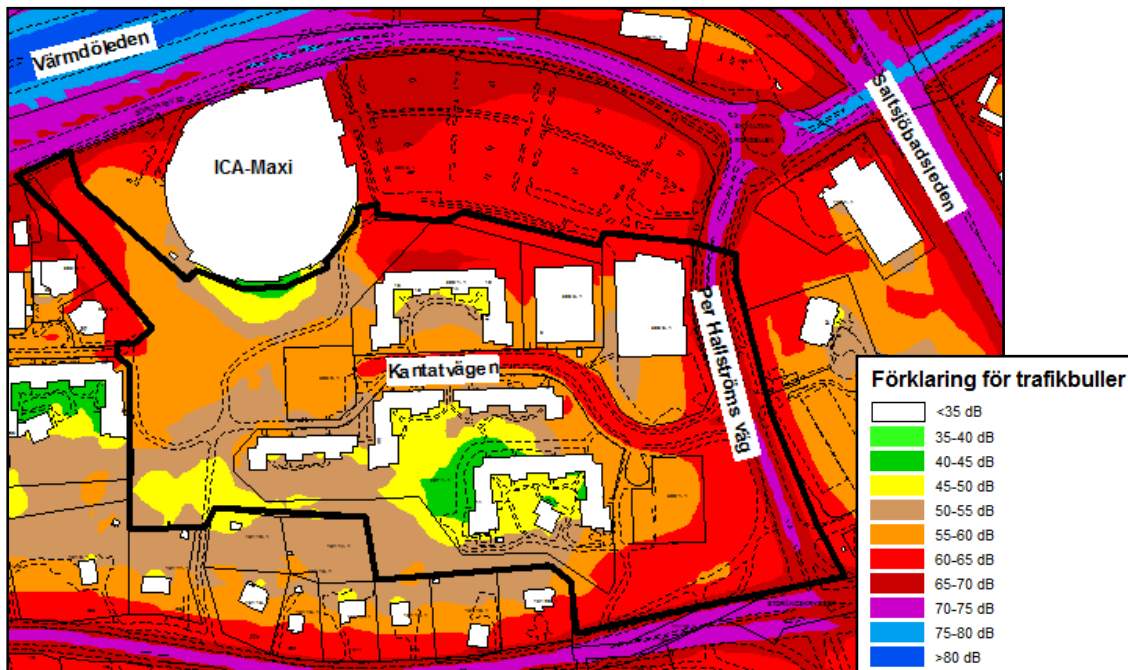 Värmdöleden
Saltsjöbadsleden
ICA-Maxi
Per Hallströms väg
Kantatvägen
Förklaring för trafikbuller
<35 dB
35-40 dB
40-45 dB
45-50 dB
50-55 dB
55-60 dB
60-65 dB
65-70 dB
70-75 dB
75-80 dB
>80 dB